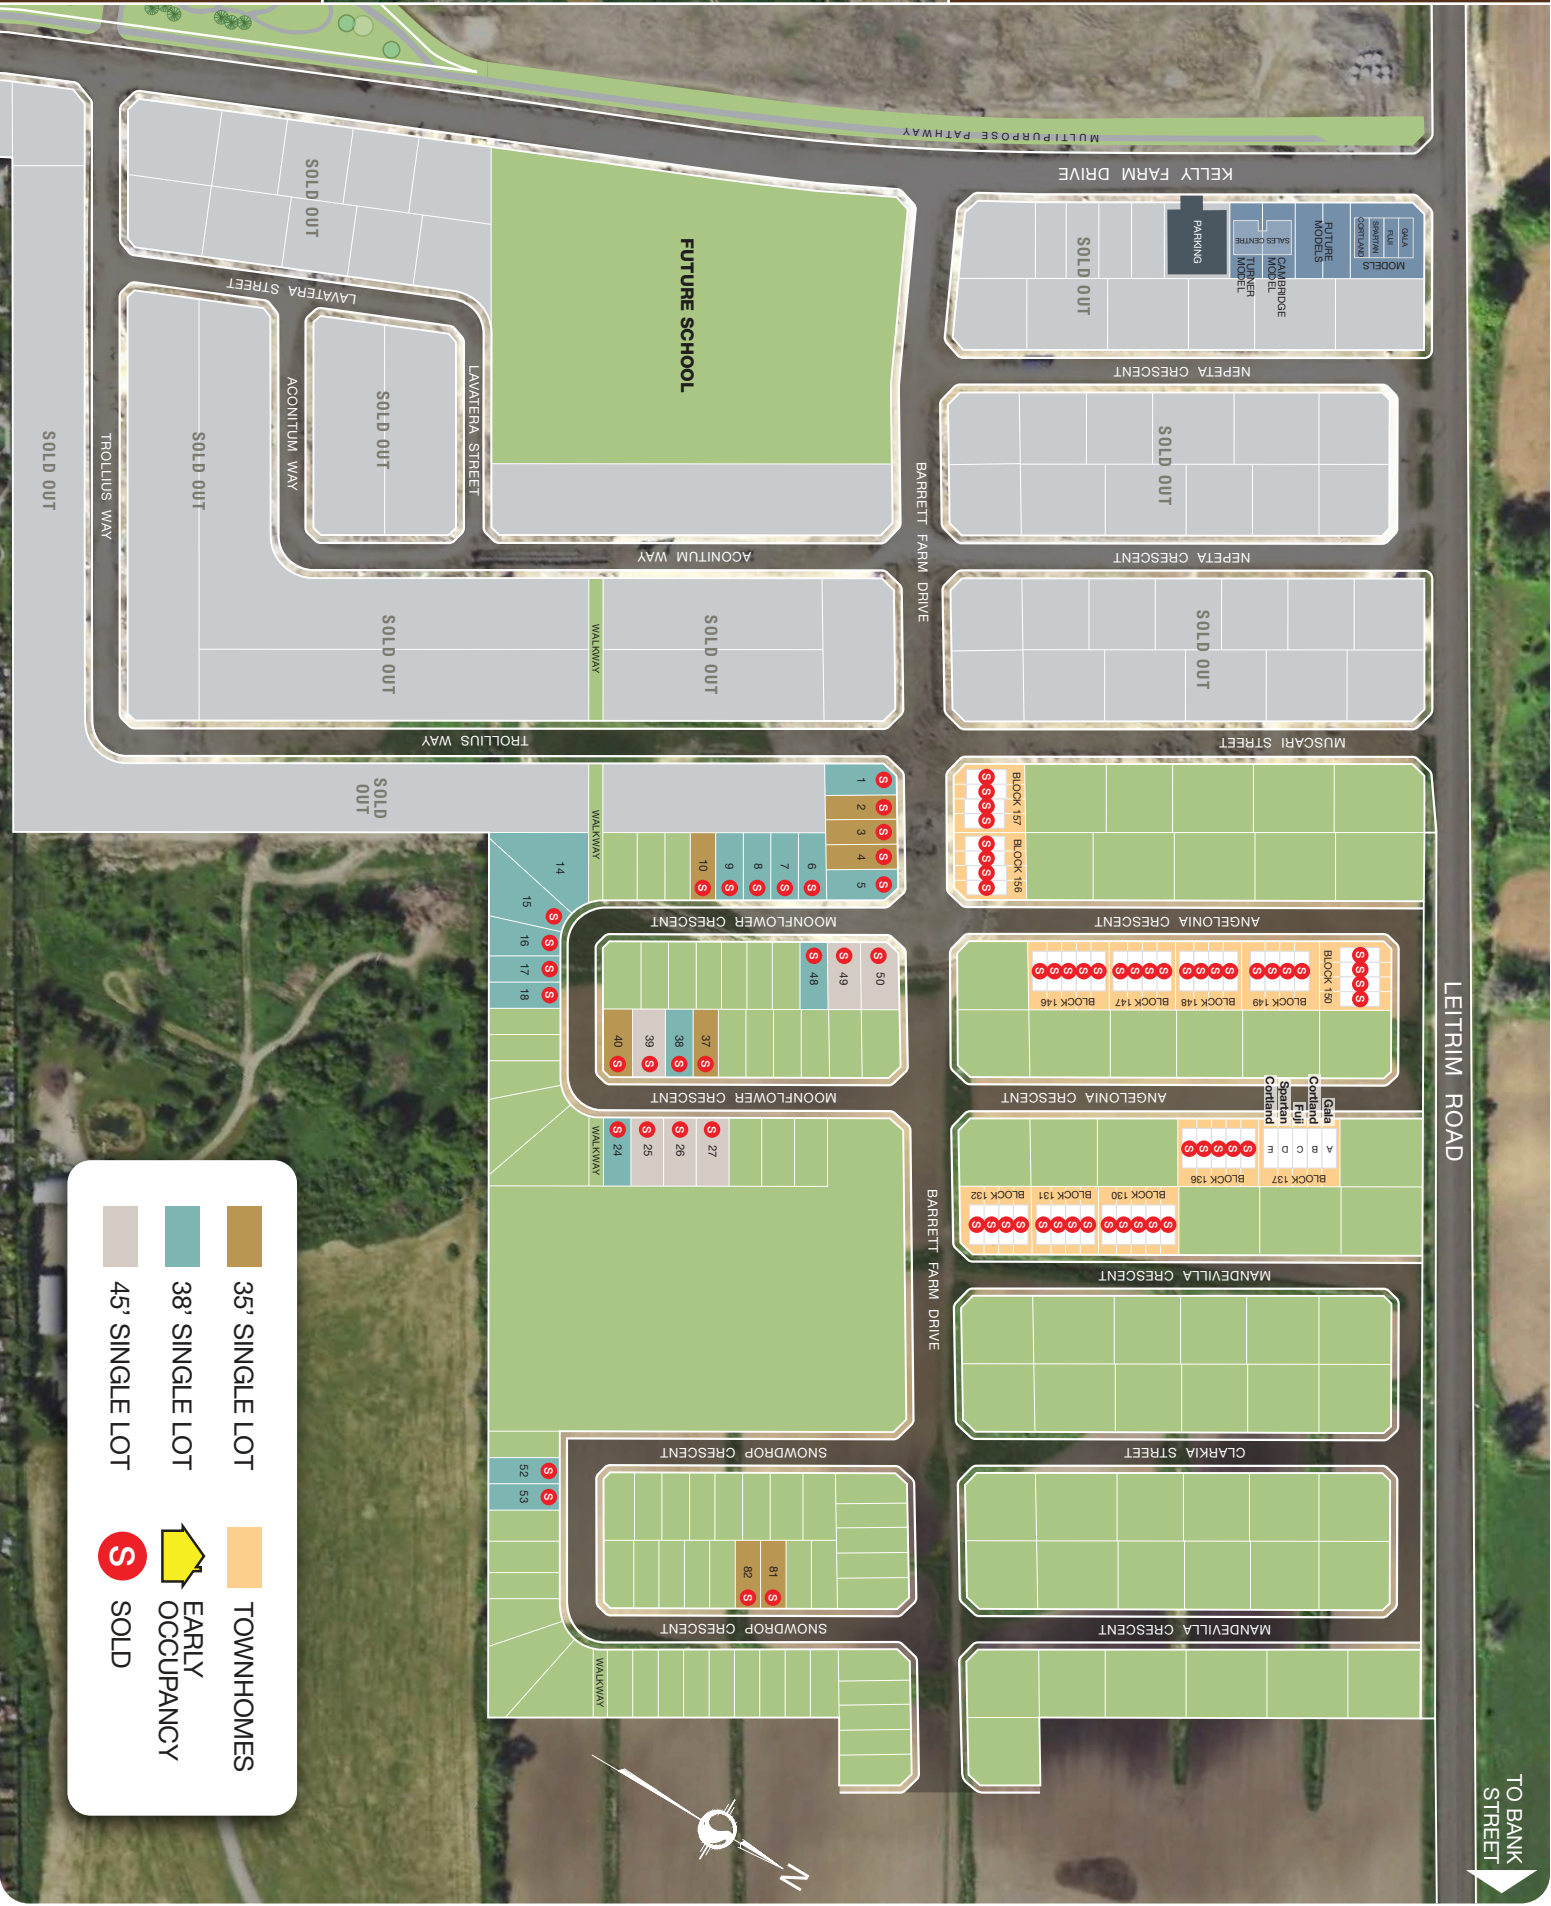 MULTIPURPOSE PATHWAY
KELLY FARM DRIVE
SOLD OUT
FUTURE SCHOOL
SOLD OUT
PARKING
SALES CENTRE
TURNER
MODEL
CAMBRIDGE
MODEL
FUTURE
MODELS
CORTLAND
SPARTAN
FUJI
GALA
MODELS
LAVATERA STREET
LAVATERA STREET
ACONITUM WAY
SOLD OUT
SOLD OUT
SOLD OUT
TROLLIUS WAY
NEPETA CRESCENT
SOLD OUT
BARRETT FARM DRIVE
ACONITUM WAY
NEPETA CRESCENT
SOLD OUT
WALKWAY
SOLD OUT
SOLD OUT
TROLLIUS WAY
MUSCARI STREET
SOLD
OUT
WALKWAY
1 S
2 S
3 S
4 S
5 S
6 S
7 S
8 S
9 S
10 S
14
15 S
16 S
17 S
18 S
BLOCK 157
S S S S
BLOCK 156
S S S S
MOONFLOWER CRESCENT
ANGELONIA CRESCENT
S 48
S 49
S 50
40 S
39 S
38 S
37 S
S S S S S
BLOCK 146
S S S S
BLOCK 147
S S S S
BLOCK 148
S S S S
BLOCK 149
BLOCK 150
S S S S
MOONFLOWER CRESCENT
ANGELONIA CRESCENT
LEITRIM ROAD
Gala
Cortland
Fuji
Spartan
Cortland
A
B
C
D
E
BLOCK 137
S S S S S
BLOCK 136
WALKWAY
S 24
S 25
S 26
S 27
BLOCK 132
S S S S
BLOCK 131
S S S S
BLOCK 130
S S S S S
BARRETT FARM DRIVE
MANDEVILLA CRESCENT
SNOWDROP CRESCENT
CLARKIA STREET
52 S
53 S
82 S
81 S
SNOWDROP CRESCENT
MANDEVILLA CRESCENT
WALKWAY
35' SINGLE LOT
38' SINGLE LOT
45' SINGLE LOT
TOWNHOMES
EARLY
OCCUPANCY
S SOLD
N
TO BANK
STREET